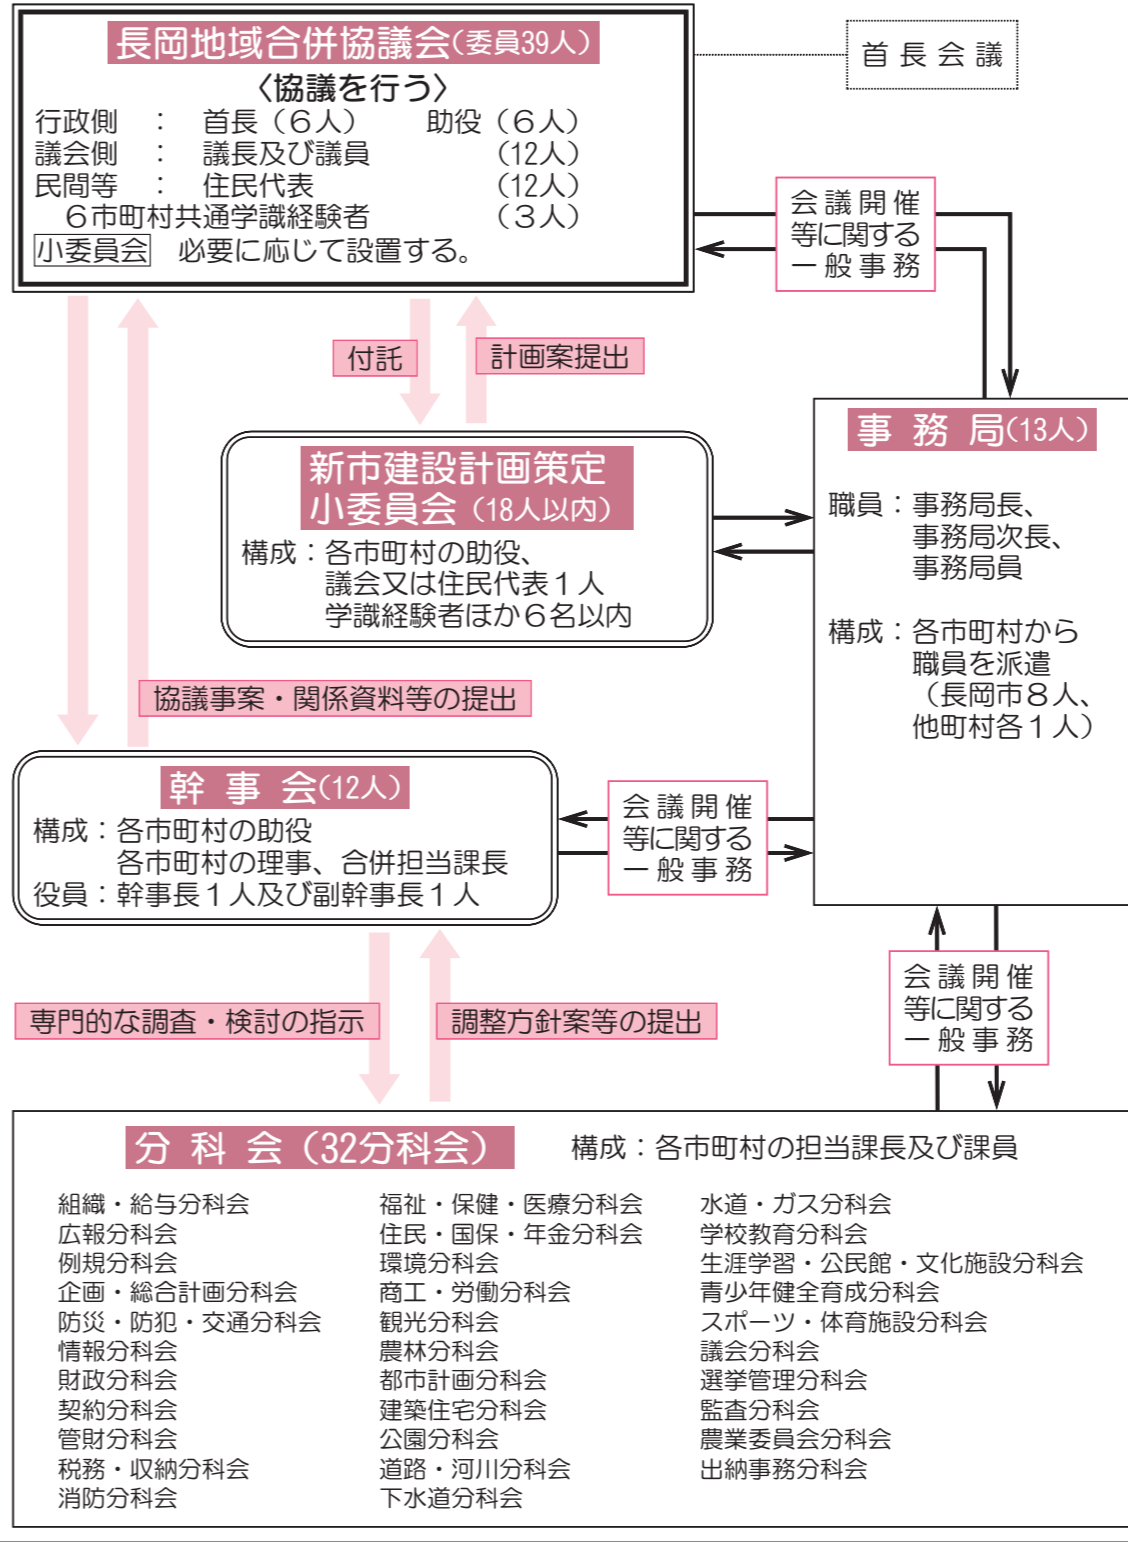 長岡地域合併協議会(委員39人)
〈協議を行う〉
行政側 : 首長(6人) 助役(6人)
議会側 : 議長及び議員 (12人)
民間等 : 住民代表 (12人)
6市町村共通学識経験者 (3人)
小委員会 必要に応じて設置する。
首長会議
会議開催
等に関する
一般事務
付託
計画案提出
新市建設計画策定
小委員会(18人以内)
構成：各市町村の助役、
議会又は住民代表1人
学識経験者ほか6名以内
事務局(13人)
職員：事務局長、
事務局次長、
事務局員
構成：各市町村から
職員を派遣
(長岡市8人、
他町村各1人)
協議事案・関係資料等の提出
幹事会(12人)
構成：各市町村の助役
各市町村の理事、合併担当課長
役員：幹事長1人及び副幹事長1人
会議開催
等に関する
一般事務
専門的な調査・検討の指示
調整方針案等の提出
会議開催
等に関する
一般事務
分科会(32分科会) 構成：各市町村の担当課長及び課員
組織・給与分科会
広報分科会
例規分科会
企画・総合計画分科会
防災・防犯・交通分科会
情報分科会
財政分科会
契約分科会
管財分科会
税務・収納分科会
消防分科会
福祉・保健・医療分科会
住民・国保・年金分科会
環境分科会
商工・労働分科会
観光分科会
農林分科会
都市計画分科会
建築住宅分科会
公園分科会
道路・河川分科会
下水道分科会
水道・ガス分科会
学校教育分科会
生涯学習・公民館・文化施設分科会
青少年健全育成分科会
スポーツ・体育施設分科会
議会分科会
選挙管理分科会
監査分科会
農業委員会分科会
出納事務分科会